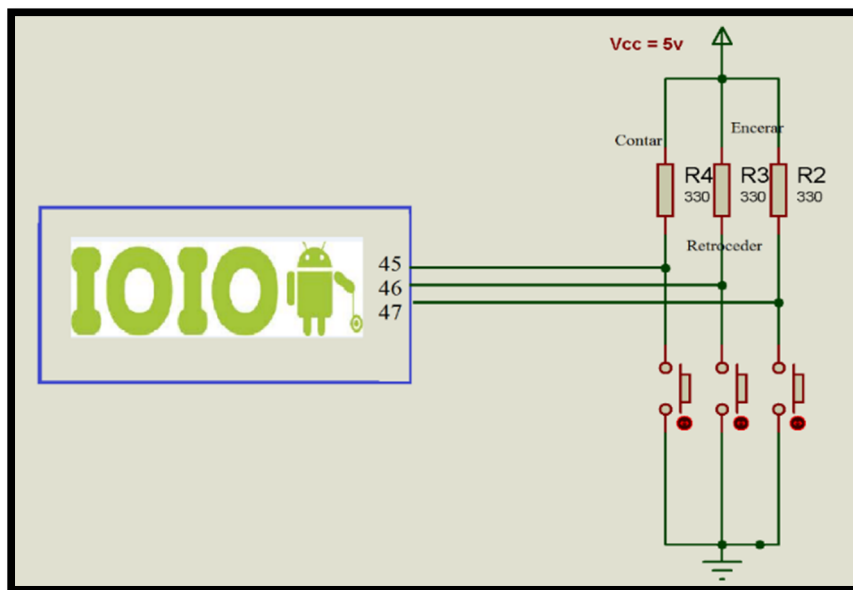 Vcc = 5v
Contar
Encerar
R4
330
R3
330
R2
330
Retroceder
IOIO
45
46
47